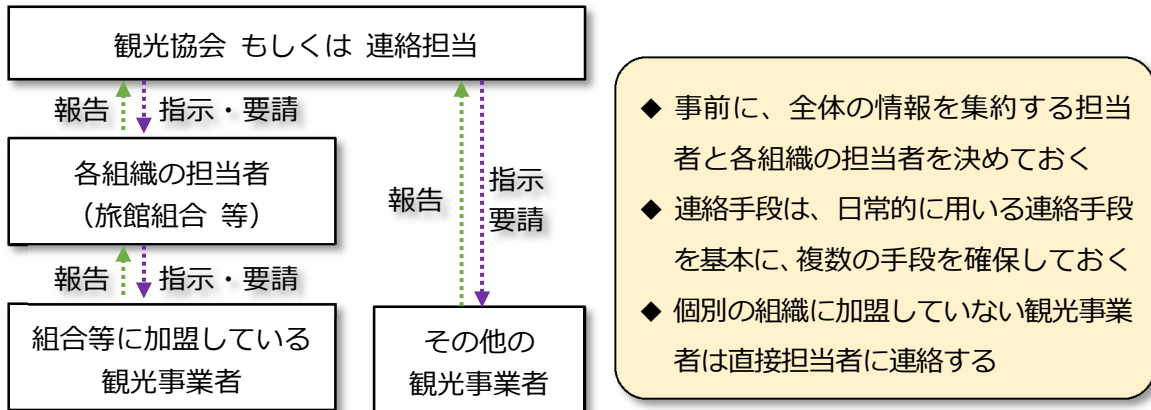 観光協会 もしくは 連絡担当
報告
指示・要請
各組織の担当者
（旅館組合 等）
報告
指示・要請
組合等に加盟している
観光事業者
報告
指示
要請
その他の
観光事業者
◆ 事前に、全体の情報を集約する担当
者と各組織の担当者を決めておく
◆ 連絡手段は、日常的に用いる連絡手段
を基本に、複数の手段を確保しておく
◆ 個別の組織に加盟していない観光事業
者は直接担当者に連絡する